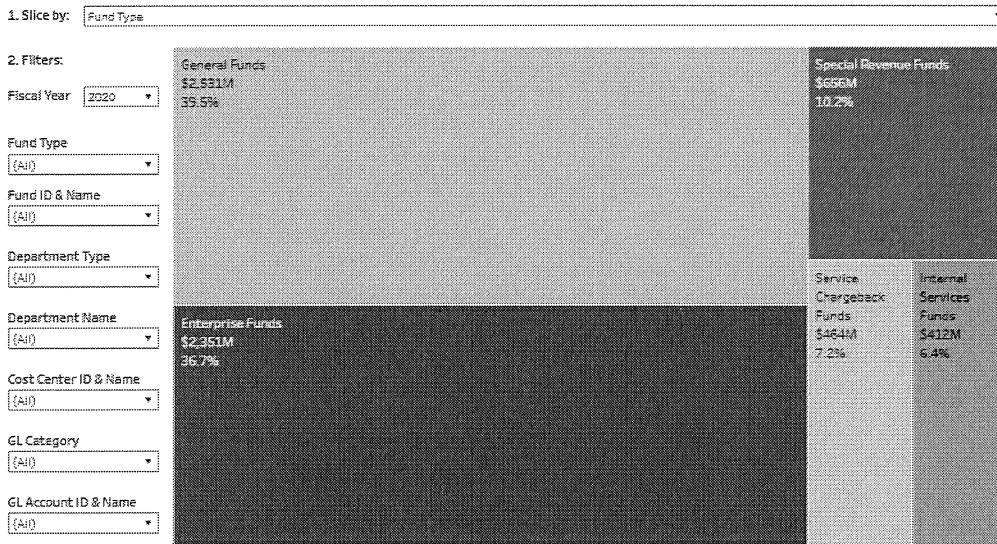 1. Slice by:
Fund Type
2. Filters:
Fiscal Year
2020
Fund Type
(All)
Fund ID & Name
(All)
Department Type
(All)
Department Name
(All)
Cost Center ID & Name
(All)
GL Category
(All)
GL Account ID & Name
(All)
General Funds
$2,531M
39.5%
Enterprise Funds
$2,351M
36.7%
Special Revenue Funds
$656M
10.2%
Service
Chargeback
Funds
$464M
7.2%
Internal
Services
Funds
$412M
6.4%